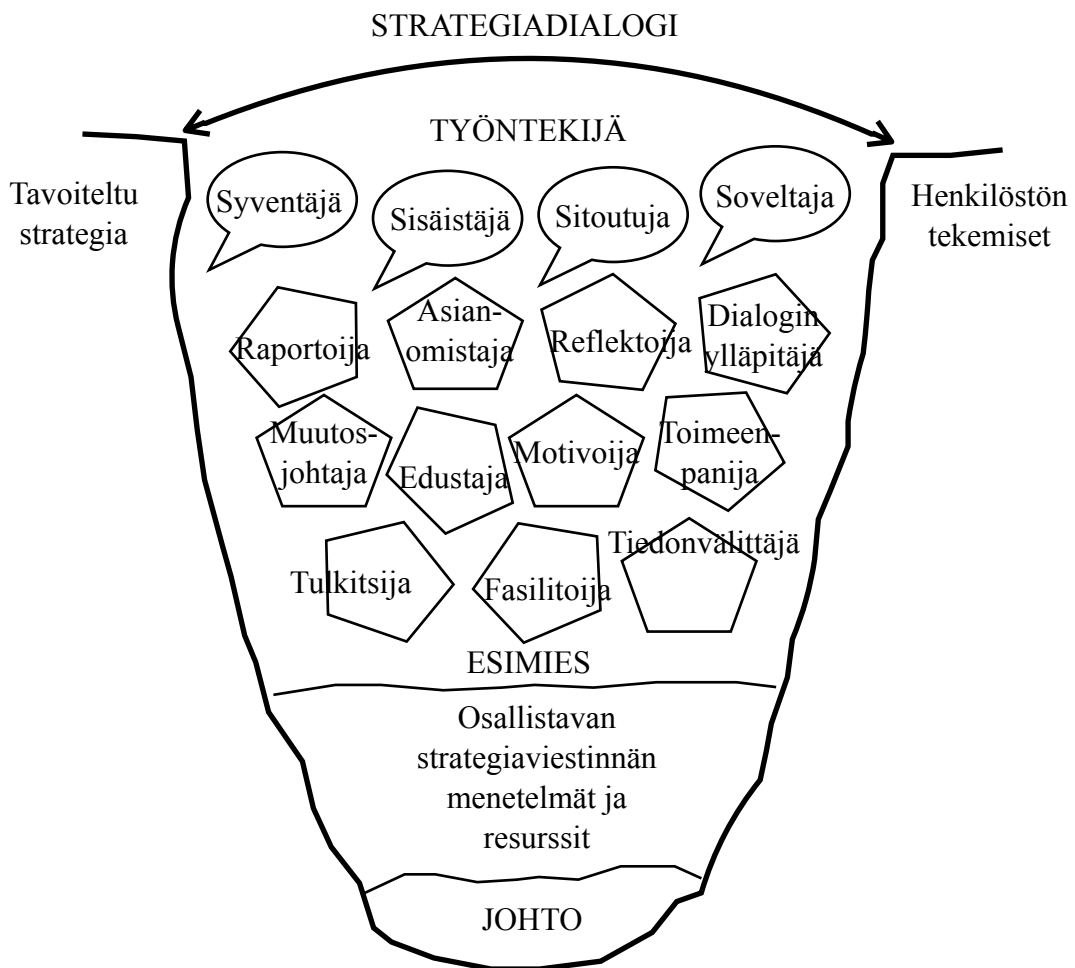 STRATEGIADIALOGI
TYÖNTEKIJÄ
Tavoiteltu
strategia
Henkilöstön
tekemiset
Syventäjä
Sisäistäjä
Sitoutuja
Soveltaja
Raportoija
Asian-
omistaja
Reflektoija
Dialogin
ylläpitäjä
Muutos-
johtaja
Edustaja
Motivoija
Toimeen-
panija
Tulkitsija
Fasilitoija
Tiedonvälittäjä
ESIMIES
Osallistavan
strategiaviestinnän
menetelmät ja
resurssit
JOHTO